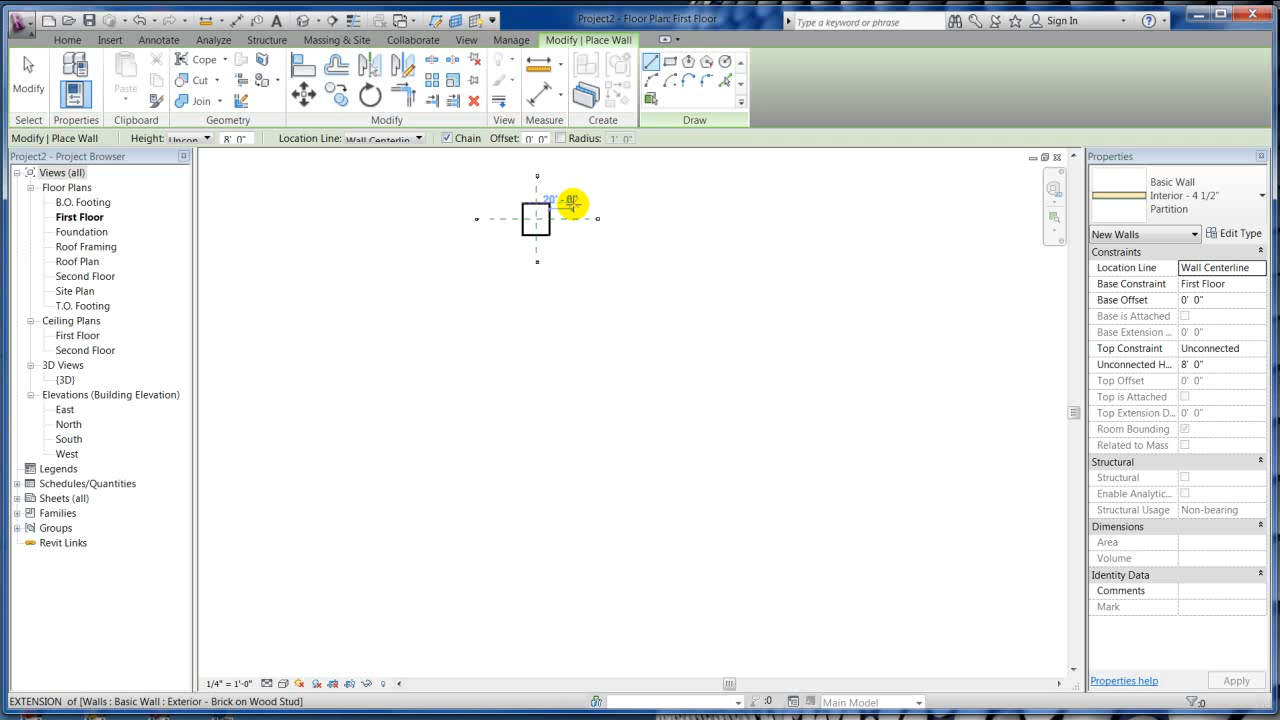 Project2 - Floor Plan: First Floor
Type a keyword or phrase
Sign In
Home Insert Annotate Analyze Structure Massing & Site Collaborate View Manage Modify | Place Wall
Modify
Paste
Cope
Cut
Join
Select Properties Clipboard Geometry Modify View Measure Create Draw
Modify | Place Wall Height: Uncon 8' 0" Location Line: Wall Centerlin Chain Offset: 0' 0" Radius: 1' 0"
Project2 - Project Browser
Views (all)
Floor Plans
B.O. Footing
First Floor
Foundation
Roof Framing
Roof Plan
Second Floor
Site Plan
T.O. Footing
Ceiling Plans
First Floor
Second Floor
3D Views
{3D}
Elevations (Building Elevation)
East
North
South
West
Legends
Schedules/Quantities
Sheets (all)
Families
Groups
Revit Links
20' - 0"
Properties
Basic Wall
Interior - 4 1/2"
Partition
New Walls Edit Type
Constraints
Location Line Wall Centerline
Base Constraint First Floor
Base Offset 0' 0"
Base is Attached
Base Extension ... 0' 0"
Top Constraint Unconnected
Unconnected H... 8' 0"
Top Offset 0' 0"
Top is Attached
Top Extension D... 0' 0"
Room Bounding
Related to Mass
Structural
Structural
Enable Analytic...
Structural Usage Non-bearing
Dimensions
Area
Volume
Identity Data
Comments
Mark
Properties help Apply
1/4" = 1'-0"
EXTENSION of [Walls : Basic Wall : Exterior - Brick on Wood Stud]
:0
Main Model
:0